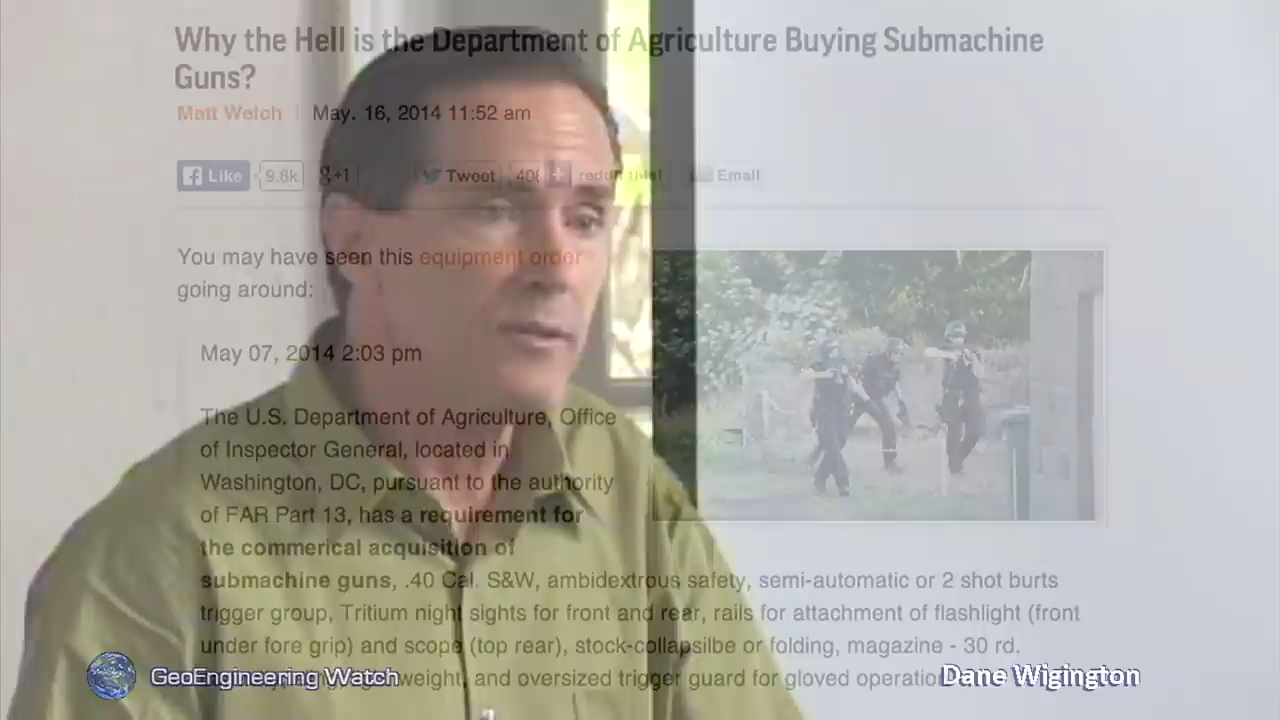 Why the Hell is the Department of Agriculture Buying Submachine
Guns?
Matt Welch | May. 16, 2014 11:52 am
Like 9.6k g+1 Tweet 408 reddit this! Email
You may have seen this equipment order
going around:
May 07, 2014 2:03 pm
The U.S. Department of Agriculture, Office
of Inspector General, located in
Washington, DC, pursuant to the authority
of FAR Part 13, has a requirement for
the commerical acquisition of
submachine guns, .40 Cal. S&W, ambidextrous safety, semi-automatic or 2 shot burts
trigger group, Tritium night sights for front and rear, rails for attachment of flashlight (front
under fore grip) and scope (top rear), stock-collapsilbe or folding, magazine - 30 rd.
weight, and oversized trigger guard for gloved operation
GeoEngineering Watch
Dane Wigington